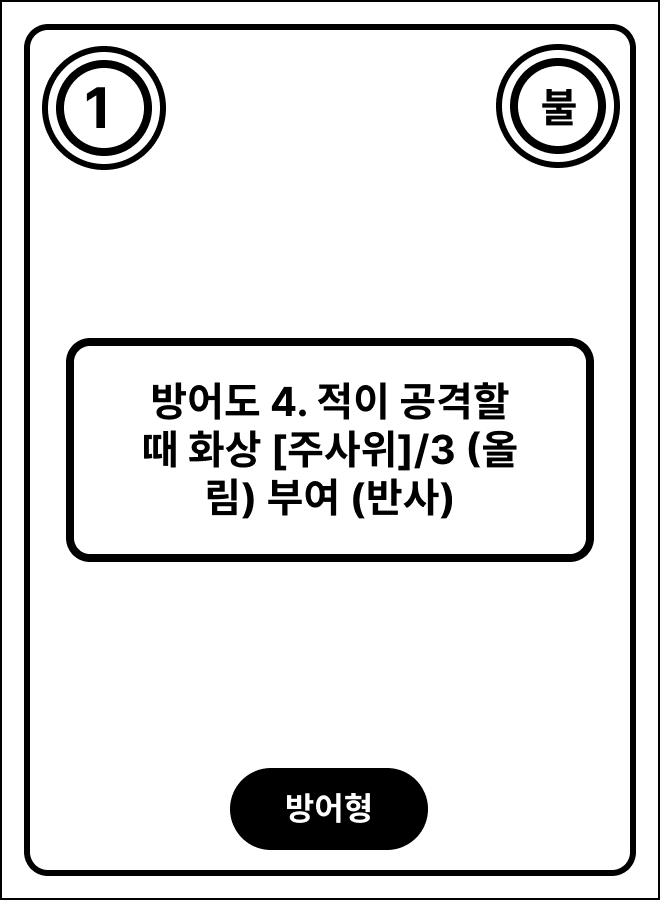 1
불
방어도 4. 적이 공격할
때 화상 [주사위]/3 (올
림) 부여 (반사)
방어형